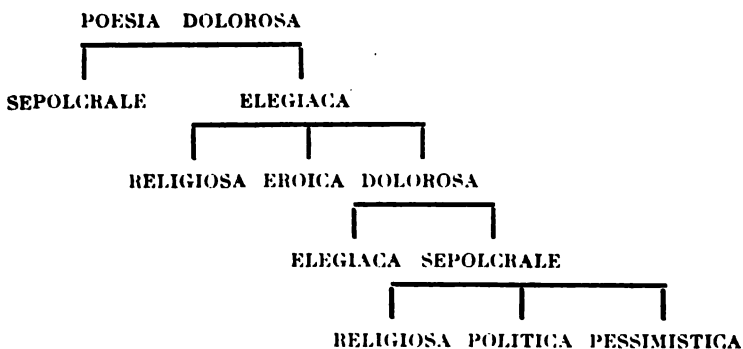 POESIA DOLOROSA
SEPOLCRALE ELEGIACA
RELIGIOSA EROICA DOLOROSA
ELEGIACA SEPOLCRALE
RELIGIOSA POLITICA PESSIMISTICA